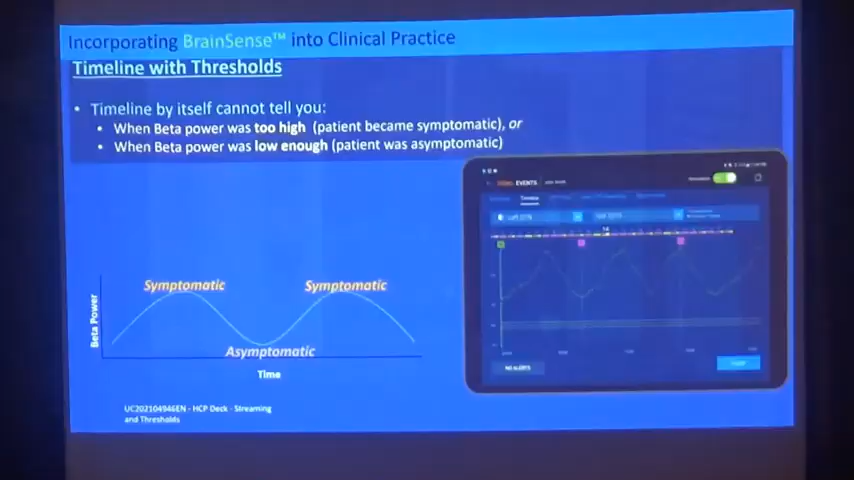 Incorporating BrainSense™ into Clinical Practice
Timeline with Thresholds
• Timeline by itself cannot tell you:
• When Beta power was too high (patient became symptomatic), or
• When Beta power was low enough (patient was asymptomatic)
EVENTS
Timeline
Symptomatic
Symptomatic
Beta Power
Asymptomatic
Time
NO ALERTS
UC202104946EN - HCP Deck - Streaming
and Thresholds